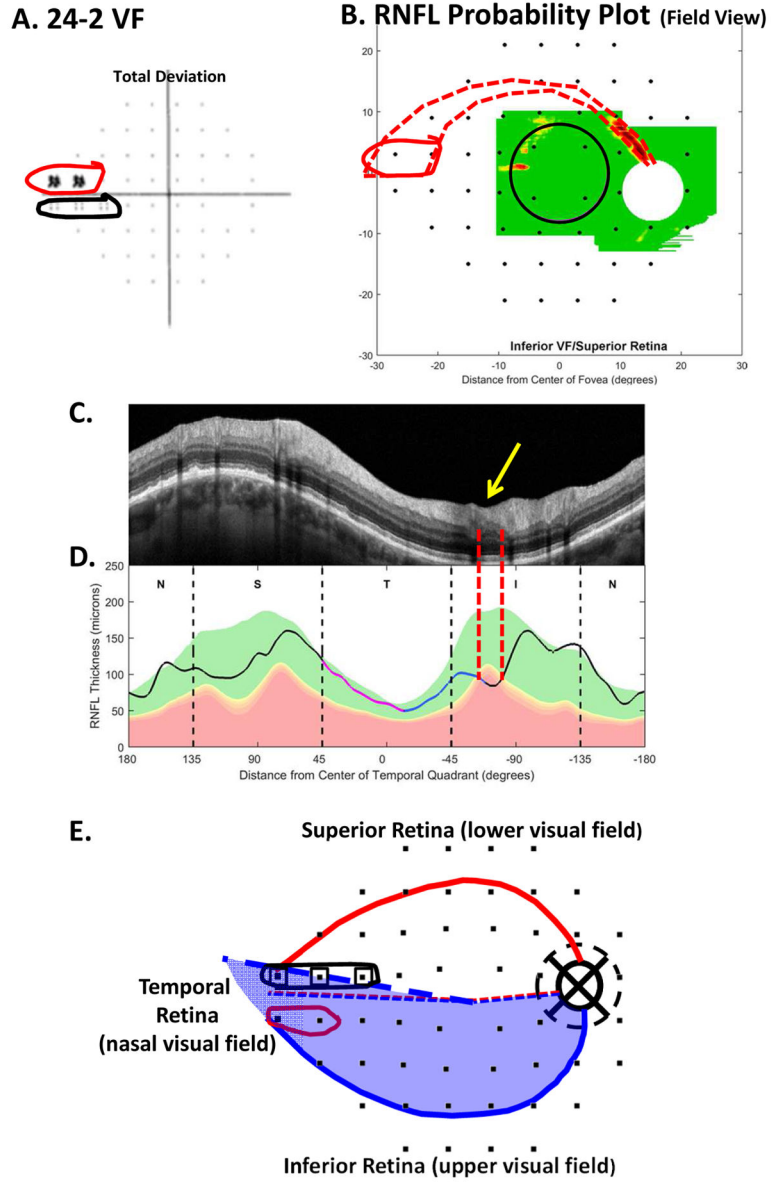 A. 24-2 VF
Total Deviation
B. RNFL Probability Plot (Field View)
20
10
0
-10
-20
-30
Inferior VF/Superior Retina
-30
-20
-10
0
10
20
30
Distance from Center of Fovea (degrees)
C.
D.
250
200
150
100
50
0
RNFL Thickness (microns)
N
S
T
I
N
180
135
90
45
0
-45
-90
-135
-180
Distance from Center of Temporal Quadrant (degrees)
E.
Superior Retina (lower visual field)
Temporal
Retina
(nasal visual field)
Inferior Retina (upper visual field)